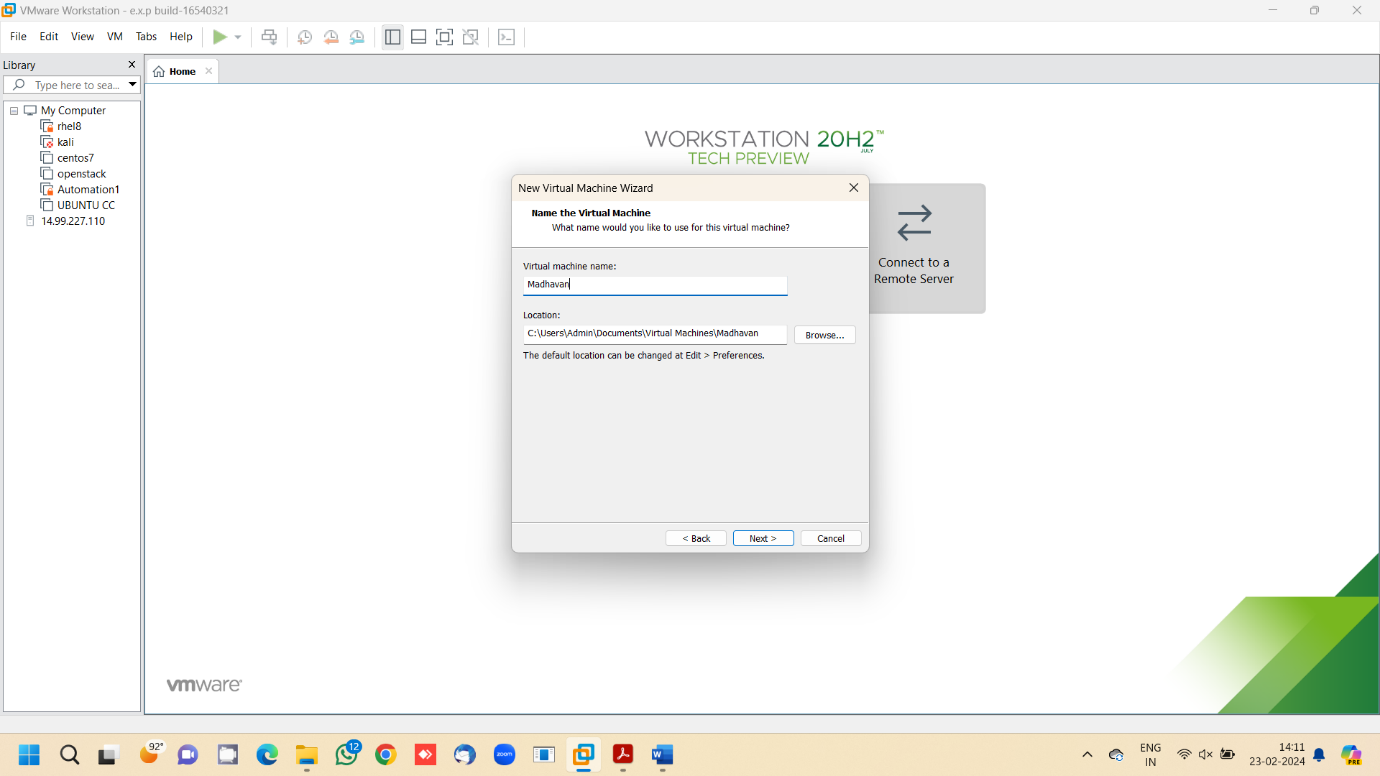 VMware Workstation - e.x.p build-16540321
File Edit View VM Tabs Help
Library
Type here to sea...
Home
My Computer
rhel8
kali
centos7
openstack
Automation1
UBUNTU CC
14.99.227.110
WORKSTATION 20H2™
JULY
TECH PREVIEW
New Virtual Machine Wizard
Name the Virtual Machine
What name would you like to use for this virtual machine?
Virtual machine name:
Madhavan
Location:
C:\Users\Admin\Documents\Virtual Machines\Madhavan
Browse...
The default location can be changed at Edit > Preferences.
< Back
Next >
Cancel
Connect to a
Remote Server
vmware®
92°
12
zoom
W
ENG
IN
14:11
23-02-2024
PRE